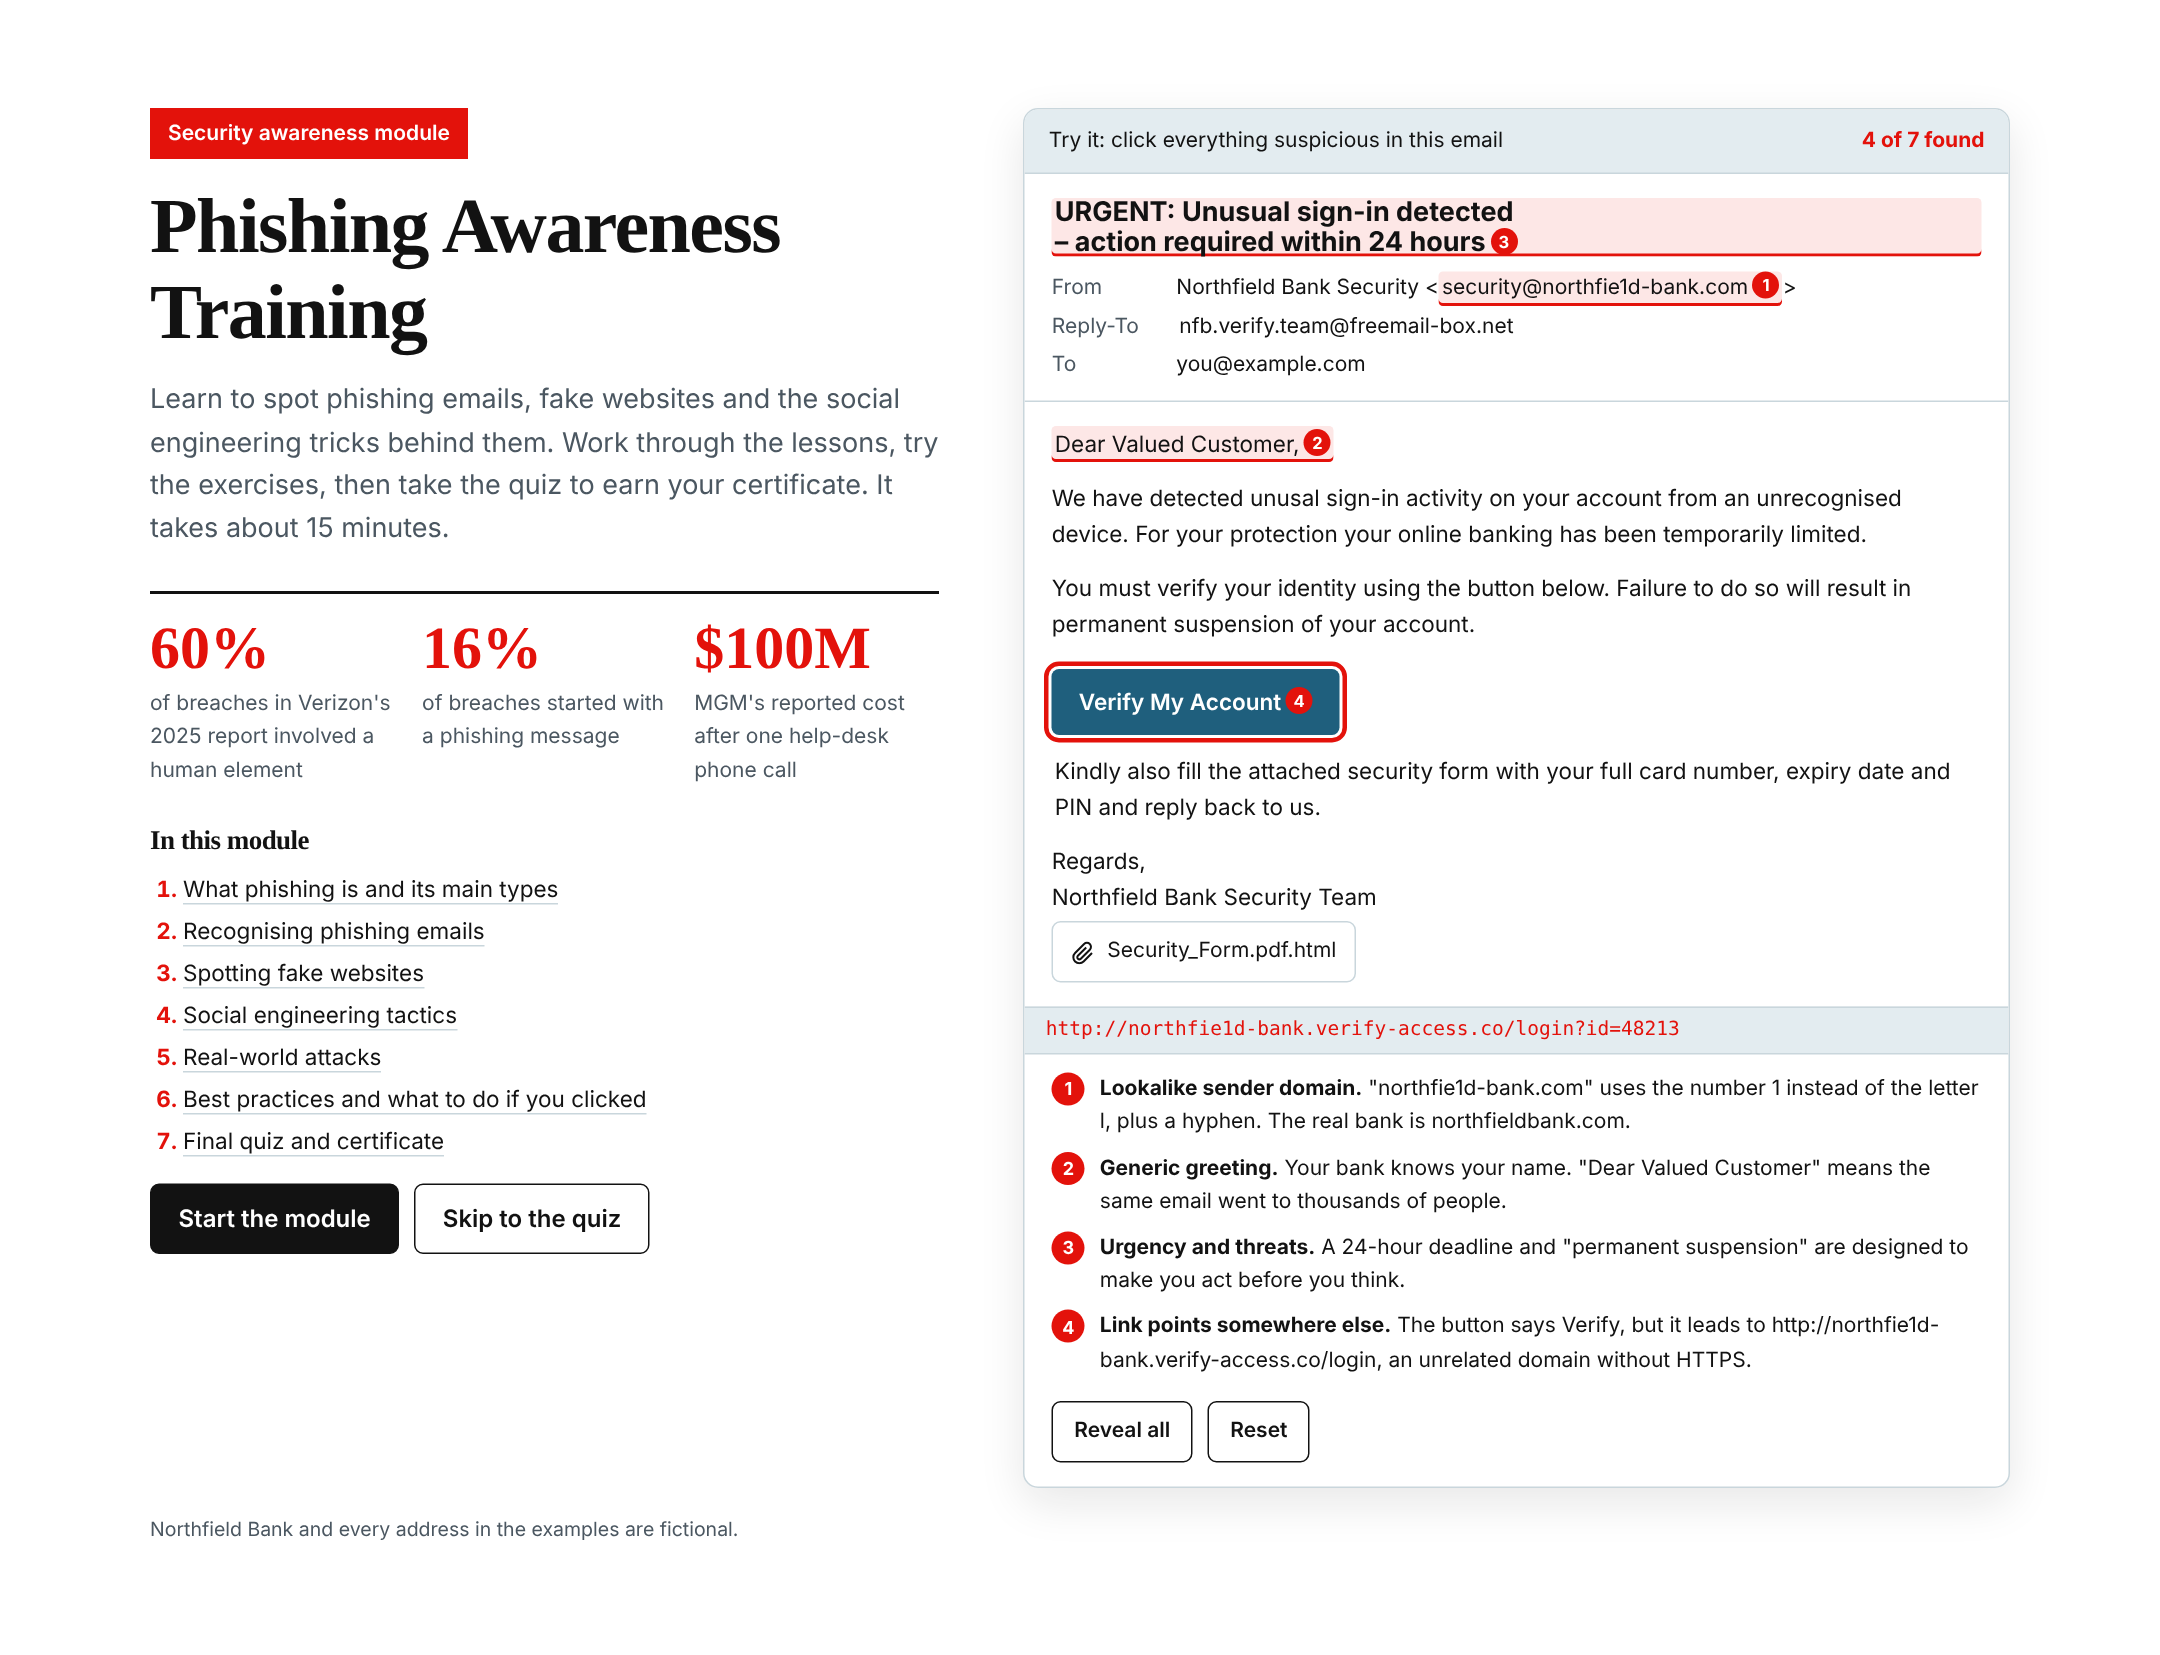 Security awareness module
Phishing Awareness
Training
Learn to spot phishing emails, fake websites and the social
engineering tricks behind them. Work through the lessons, try
the exercises, then take the quiz to earn your certificate. It
takes about 15 minutes.
60%
of breaches in Verizon's
2025 report involved a
human element
16%
of breaches started with
a phishing message
$100M
MGM's reported cost
after one help-desk
phone call
In this module
1. What phishing is and its main types
2. Recognising phishing emails
3. Spotting fake websites
4. Social engineering tactics
5. Real-world attacks
6. Best practices and what to do if you clicked
7. Final quiz and certificate
Start the module
Skip to the quiz
Northfield Bank and every address in the examples are fictional.
Try it: click everything suspicious in this email
4 of 7 found
URGENT: Unusual sign-in detected
– action required within 24 hours 3
From Northfield Bank Security <security@northfie1d-bank.com 1 >
Reply-To nfb.verify.team@freemail-box.net
To you@example.com
Dear Valued Customer, 2
We have detected unusal sign-in activity on your account from an unrecognised
device. For your protection your online banking has been temporarily limited.
You must verify your identity using the button below. Failure to do so will result in
permanent suspension of your account.
Verify My Account 4
Kindly also fill the attached security form with your full card number, expiry date and
PIN and reply back to us.
Regards,
Northfield Bank Security Team
Security_Form.pdf.html
http://northfie1d-bank.verify-access.co/login?id=48213
1 Lookalike sender domain. "northfie1d-bank.com" uses the number 1 instead of the letter
l, plus a hyphen. The real bank is northfieldbank.com.
2 Generic greeting. Your bank knows your name. "Dear Valued Customer" means the
same email went to thousands of people.
3 Urgency and threats. A 24-hour deadline and "permanent suspension" are designed to
make you act before you think.
4 Link points somewhere else. The button says Verify, but it leads to http://northfie1d-
bank.verify-access.co/login, an unrelated domain without HTTPS.
Reveal all
Reset